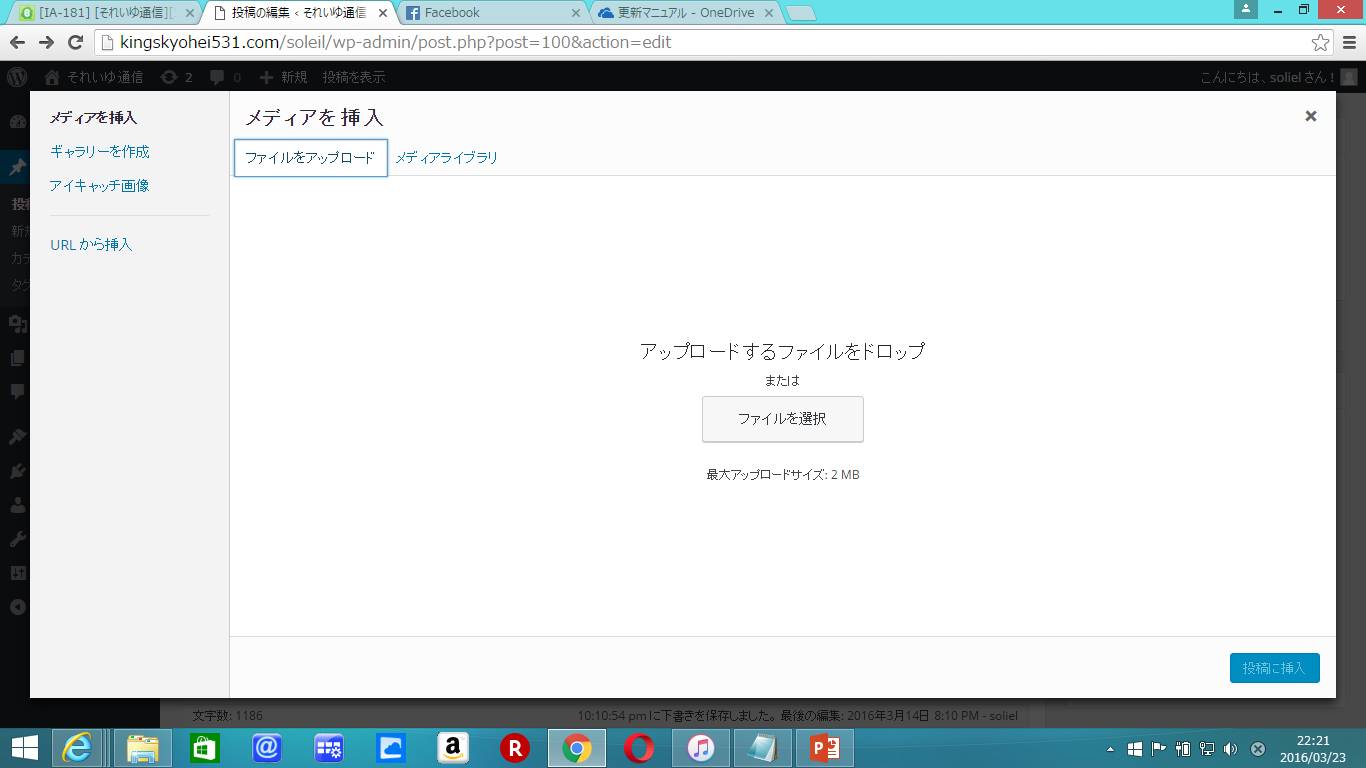 [IA-181] [それいゆ通信][
投稿の編集 ‹ それいゆ通信
Facebook
更新マニュアル - OneDrive
kingskyohei531.com/soleil/wp-admin/post.php?post=100&action=edit
それいゆ通信
2
0
新規
投稿を表示
こんにちは、soliel さん !
投稿
新規
カテ
タグ
メディアを挿入
ギャラリーを作成
アイキャッチ画像
URL から挿入
メディアを挿入
ファイルをアップロード
メディアライブラリ
アップロードするファイルをドロップ
または
ファイルを選択
最大アップロードサイズ: 2 MB
投稿に挿入
文字数: 1186
10:10:54 pm に下書きを保存しました。 最後の編集: 2016年3月14日 8:10 PM - soliel
22:21
2016/03/23